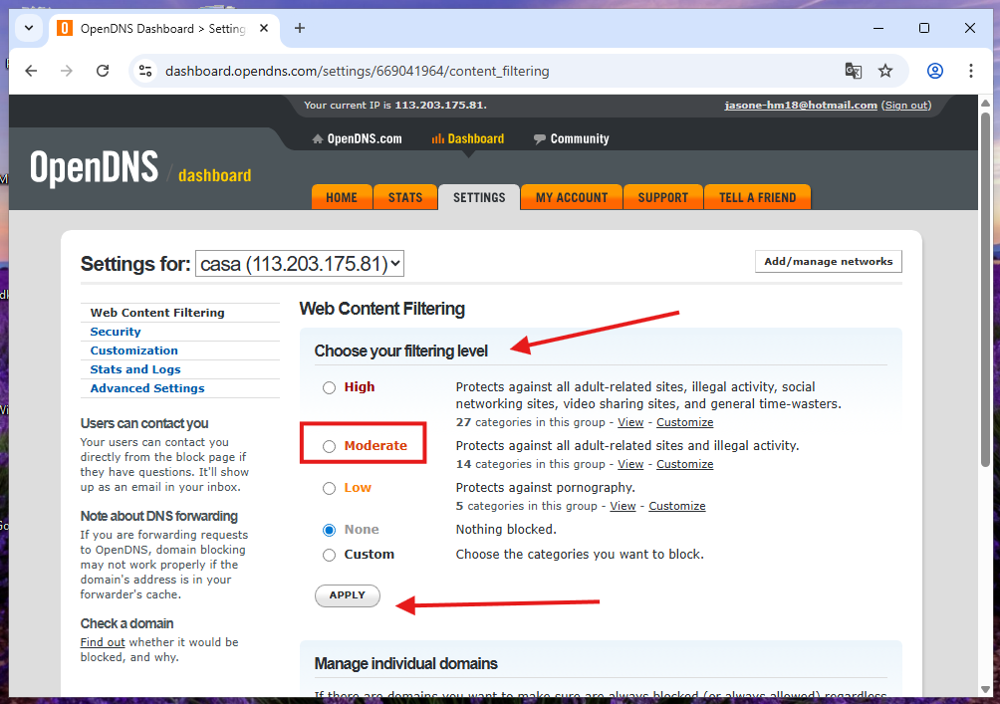 OpenDNS Dashboard > Setting
dashboard.opendns.com/settings/669041964/content_filtering
Your current IP is 113.203.175.81.
jasone-hm18@hotmail.com (Sign out)
OpenDNS.com
Dashboard
Community
OpenDNS / dashboard
HOME
STATS
SETTINGS
MY ACCOUNT
SUPPORT
TELL A FRIEND
Settings for: casa (113.203.175.81)
Add/manage networks
Web Content Filtering
Security
Customization
Stats and Logs
Advanced Settings
Users can contact you
Your users can contact you
directly from the block page if
they have questions. It'll show
up as an email in your inbox.
Note about DNS forwarding
If you are forwarding requests
to OpenDNS, domain blocking
may not work properly if the
domain's address is in your
forwarder's cache.
Check a domain
Find out whether it would be
blocked, and why.
Web Content Filtering
Choose your filtering level
High
Protects against all adult-related sites, illegal activity, social
networking sites, video sharing sites, and general time-wasters.
27 categories in this group - View - Customize
Moderate
Protects against all adult-related sites and illegal activity.
14 categories in this group - View - Customize
Low
Protects against pornography.
5 categories in this group - View - Customize
None
Nothing blocked.
Custom
Choose the categories you want to block.
APPLY
Manage individual domains
If there are domains you want to make sure are always blocked (or always allowed) regardless